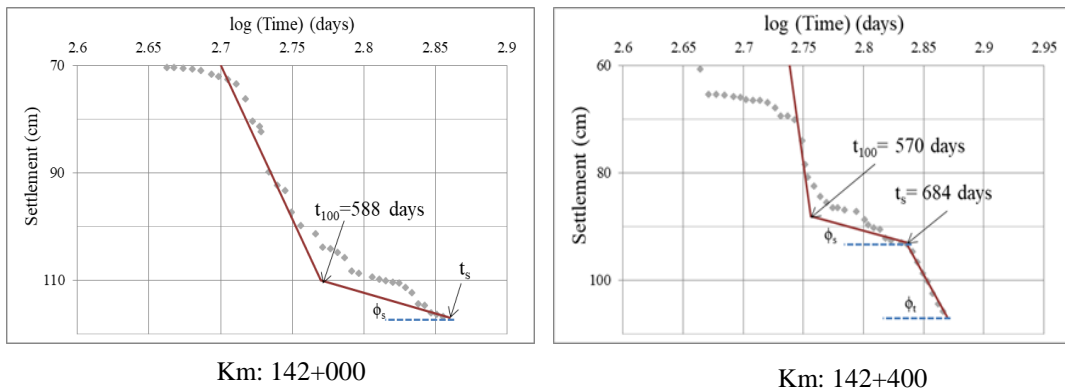 log (Time) (days)
2.6 2.65 2.7 2.75 2.8 2.85 2.9
70
90
110
Settlement (cm)
t100=588 days
ts
ϕs
Km: 142+000
log (Time) (days)
2.6 2.65 2.7 2.75 2.8 2.85 2.9 2.95
60
80
100
Settlement (cm)
t100= 570 days
ts= 684 days
ϕs
ϕt
Km: 142+400